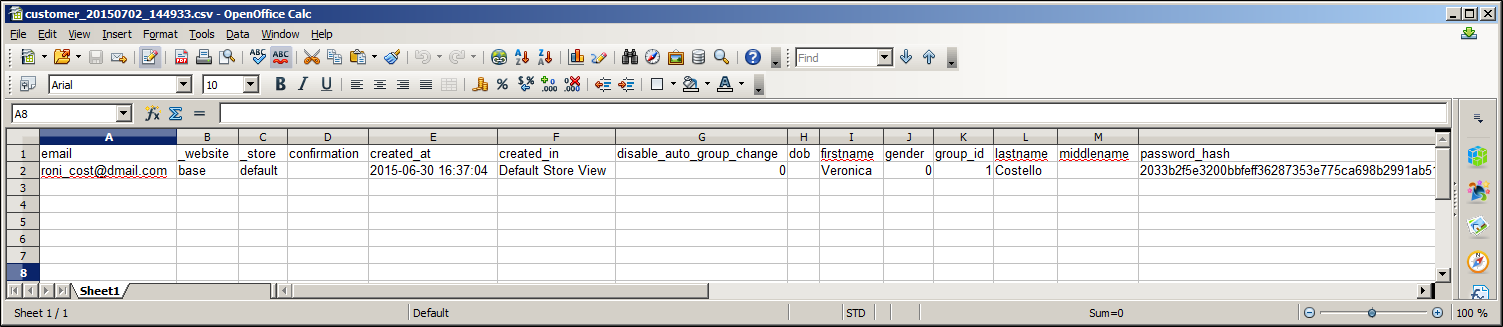 customer_20150702_144933.csv - OpenOffice Calc
File Edit View Insert Format Tools Data Window Help
ABC ABC Find
Arial 10 B I U A
A8
A B C D E F G H I J K L M
1 email _website _store confirmation created_at created_in disable_auto_group_change dob firstname gender group_id lastname middlename password_hash
2 roni_cost@dmail.com base default 2015-06-30 16:37:04 Default Store View 0 Veronica 0 1 Costello 2033b2f5e3200bbfeff36287353e775ca698b2991ab51
3
4
5
6
7
8
Sheet1
Sheet 1 / 1 Default STD Sum=0 100 %